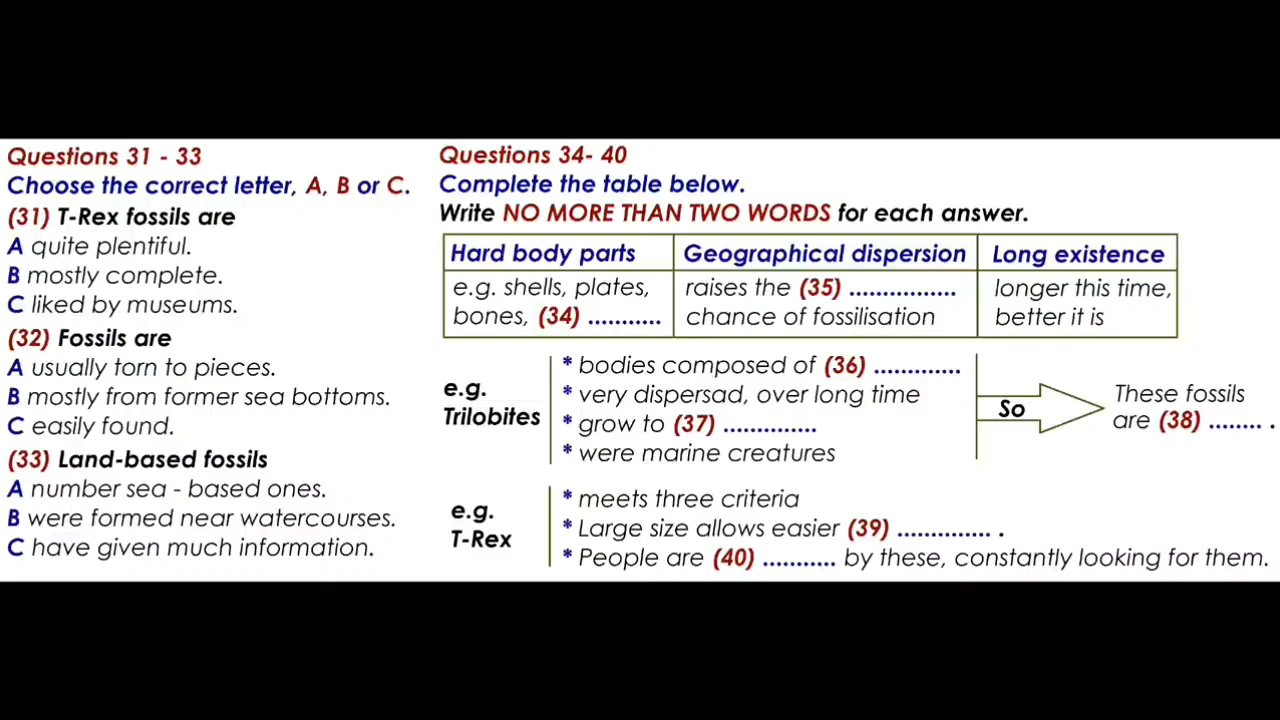 Questions 31 - 33
Choose the correct letter, A, B or C.
(31) T-Rex fossils are
A quite plentiful.
B mostly complete.
C liked by museums.
(32) Fossils are
A usually torn to pieces.
B mostly from former sea bottoms.
C easily found.
(33) Land-based fossils
A number sea - based ones.
B were formed near watercourses.
C have given much information.
Questions 34- 40
Complete the table below.
Write NO MORE THAN TWO WORDS for each answer.
Hard body parts
e.g. shells, plates,
bones, (34) ...........
Geographical dispersion
raises the (35) ................
chance of fossilisation
Long existence
longer this time,
better it is
e.g.
Trilobites
* bodies composed of (36) .............
* very dispersad, over long time
* grow to (37) ..............
* were marine creatures
So
These fossils
are (38) ........ .
e.g.
T-Rex
* meets three criteria
* Large size allows easier (39) .............. .
* People are (40) ........... by these, constantly looking for them.